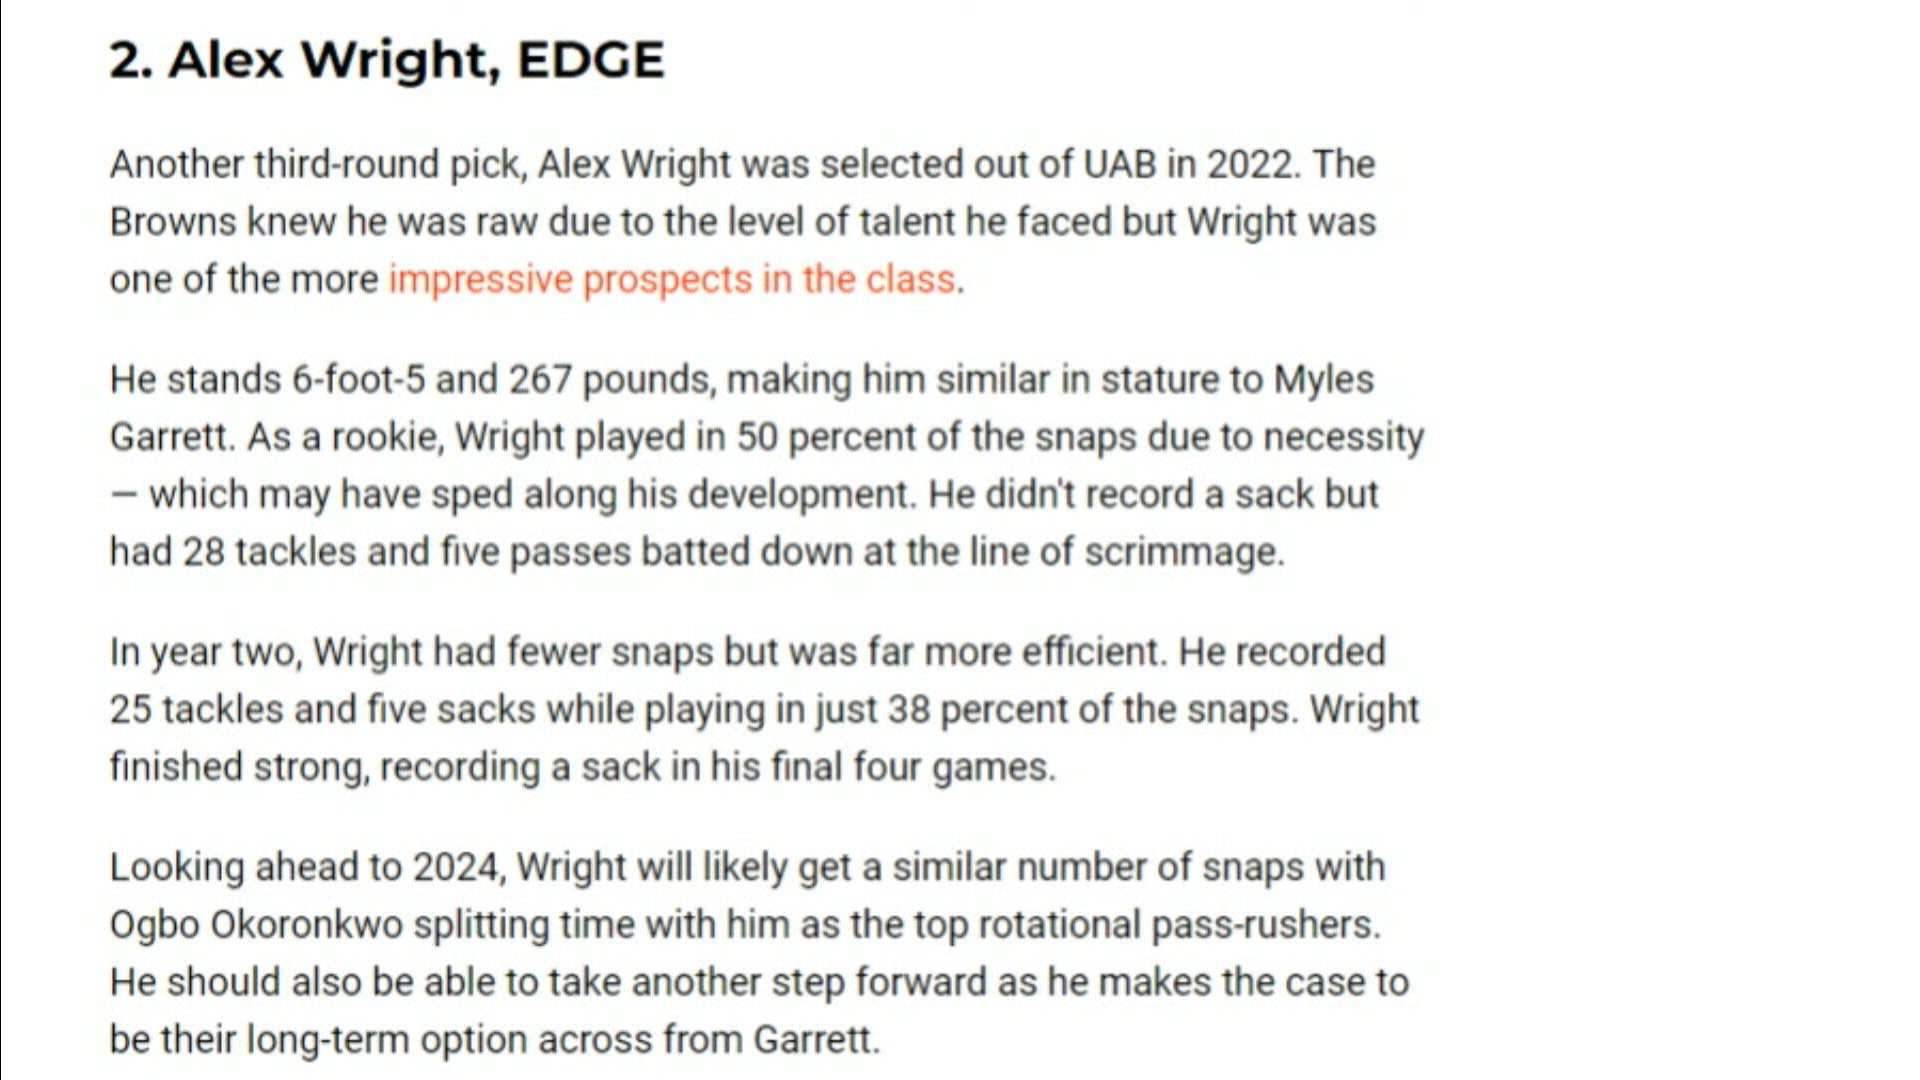 2. Alex Wright, EDGE
Another third-round pick, Alex Wright was selected out of UAB in 2022. The
Browns knew he was raw due to the level of talent he faced but Wright was
one of the more impressive prospects in the class.
He stands 6-foot-5 and 267 pounds, making him similar in stature to Myles
Garrett. As a rookie, Wright played in 50 percent of the snaps due to necessity
— which may have sped along his development. He didn't record a sack but
had 28 tackles and five passes batted down at the line of scrimmage.
In year two, Wright had fewer snaps but was far more efficient. He recorded
25 tackles and five sacks while playing in just 38 percent of the snaps. Wright
finished strong, recording a sack in his final four games.
Looking ahead to 2024, Wright will likely get a similar number of snaps with
Ogbo Okoronkwo splitting time with him as the top rotational pass-rushers.
He should also be able to take another step forward as he makes the case to
be their long-term option across from Garrett.